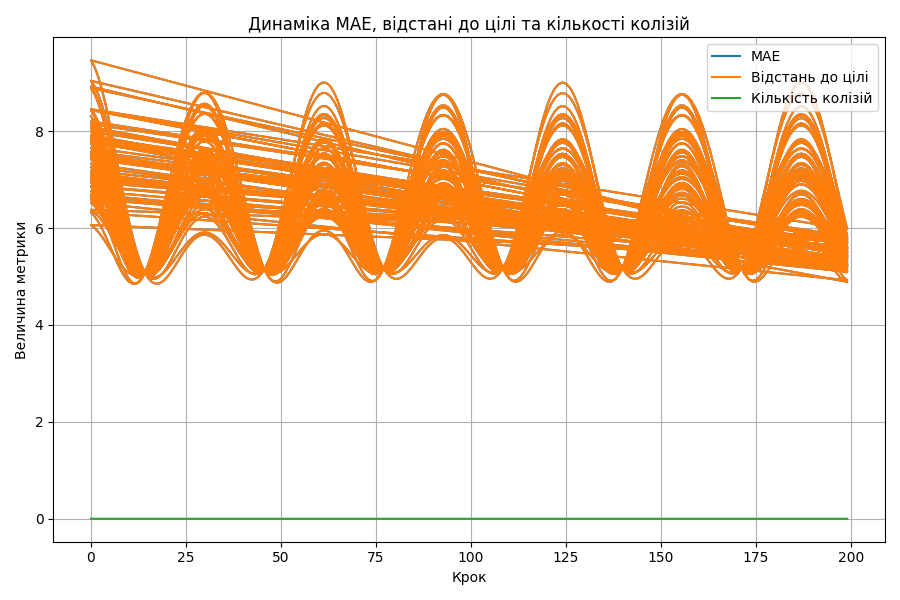 Динаміка MAE, відстані до цілі та кількості колізій
MAE
Відстань до цілі
Кількість колізій
Величина метрики
8
6
4
2
0
0 25 50 75 100 125 150 175 200
Крок